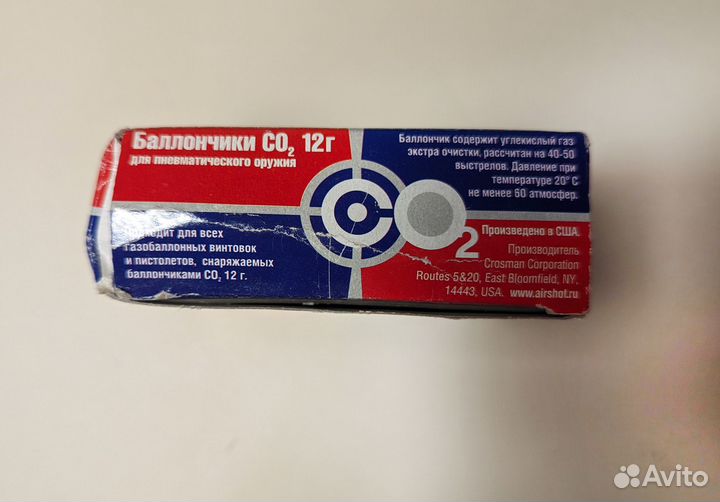 Баллончики CO2 12г
для пневматического оружия
Баллончик содержит углекислый газ
экстра очистки, рассчитан на 40-50
выстрелов. Давление при
температуре 20° С
не менее 60 атмосфер.
для всех
газобаллонных винтовок
и пистолетов, снаряжаемых
баллончиками CO2 12 г.
CO2
Произведено в США.
Производитель
Crosman Corporation
Routes 5&20, East Bloomfield, NY.
14443, USA. www.airshot.ru
Avito